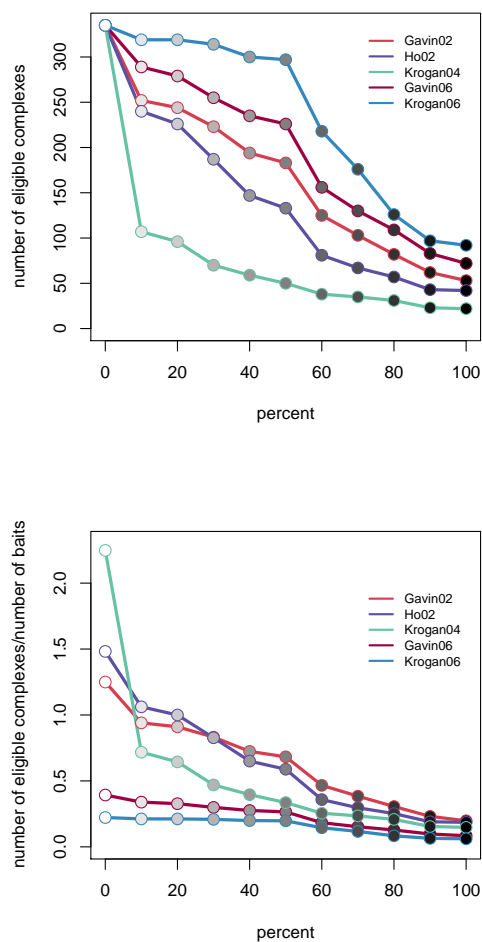 number of eligible complexes
300
250
200
150
100
50
0
Gavin02
Ho02
Krogan04
Gavin06
Krogan06
0 20 40 60 80 100
percent
number of eligible complexes/number of baits
2.0
1.5
1.0
0.5
0.0
Gavin02
Ho02
Krogan04
Gavin06
Krogan06
0 20 40 60 80 100
percent